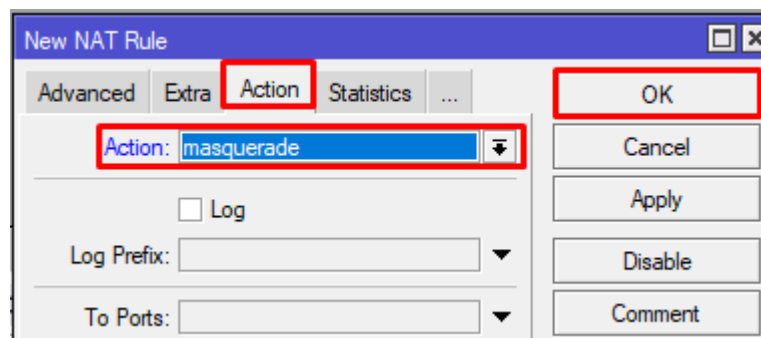 New NAT Rule
Advanced Extra Action Statistics ...
OK
Action: masquerade
Cancel
Log
Apply
Log Prefix:
Disable
To Ports:
Comment